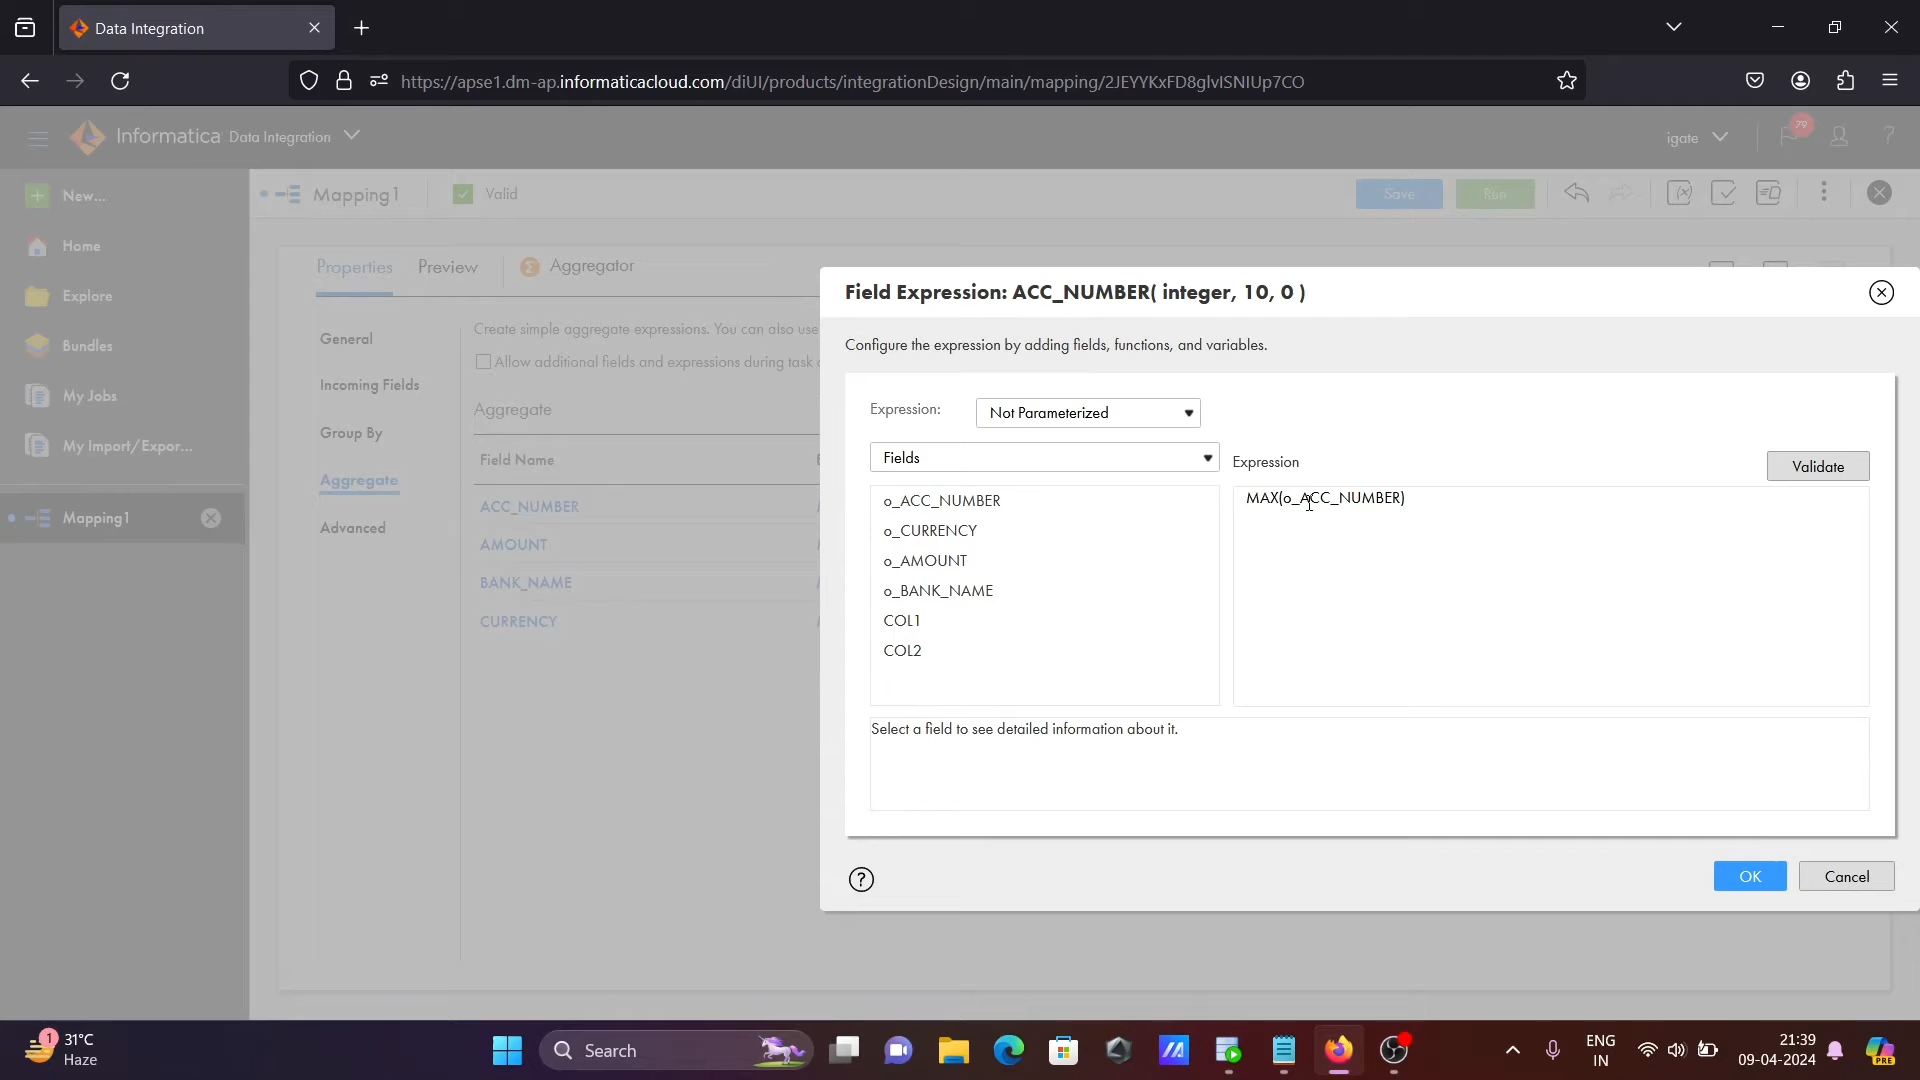 Data Integration
https://apse1.dm-ap.informaticacloud.com/diUI/products/integrationDesign/main/mapping/2JEYYKxFD8glvISNIUp7CO
Informatica Data Integration
igate
79
?
New...
Home
Explore
Bundles
My Jobs
My Import/Expor...
Mapping1
Mapping1
Valid
Save
Run
Properties
Preview
Aggregator
General
Incoming Fields
Group By
Aggregate
Advanced
Create simple aggregate expressions. You can also use
Allow additional fields and expressions during task
Aggregate
Field Name
ACC_NUMBER
AMOUNT
BANK_NAME
CURRENCY
Field Expression: ACC_NUMBER( integer, 10, 0 )
Configure the expression by adding fields, functions, and variables.
Expression:
Not Parameterized
Fields
Expression
Validate
o_ACC_NUMBER
o_CURRENCY
o_AMOUNT
o_BANK_NAME
COL1
COL2
MAX(o_ACC_NUMBER)
Select a field to see detailed information about it.
?
OK
Cancel
1
31°C
Haze
Search
ENG
IN
21:39
09-04-2024
PRE